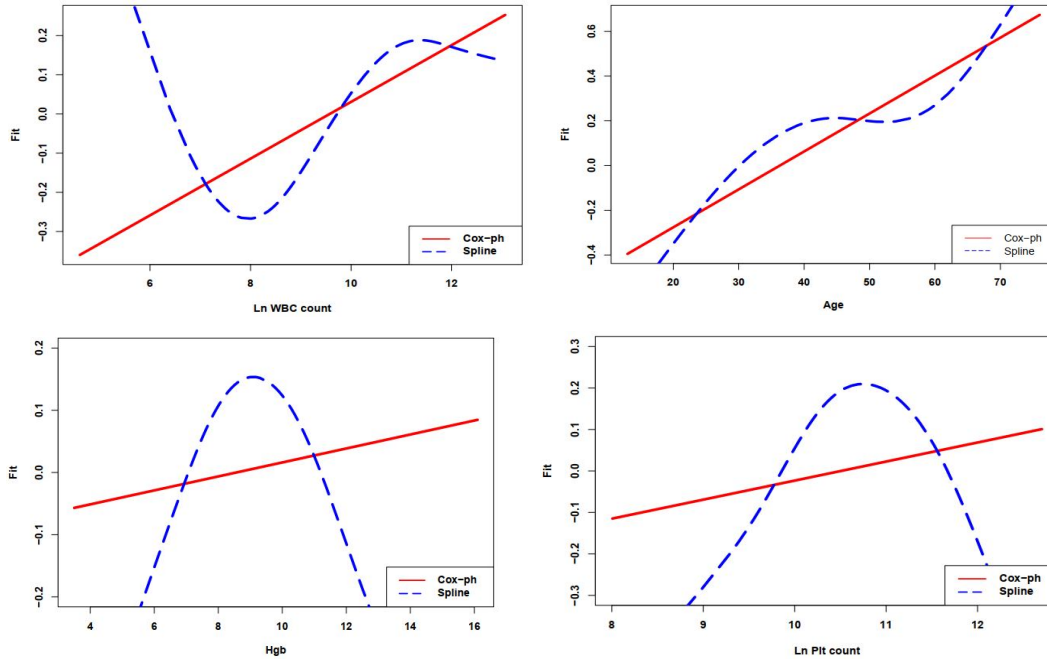 Fit
0.2
0.1
0.0
−0.1
−0.2
−0.3
6
8
10
12
Ln WBC count
Cox−ph
Spline
Fit
0.6
0.4
0.2
0.0
−0.2
−0.4
20
30
40
50
60
70
Age
Cox−ph
Spline
Fit
0.2
0.1
0.0
−0.1
−0.2
4
6
8
10
12
14
16
Hgb
Cox−ph
Spline
Fit
0.3
0.2
0.1
0.0
−0.1
−0.2
−0.3
8
9
10
11
12
Ln Plt count
Cox−ph
Spline